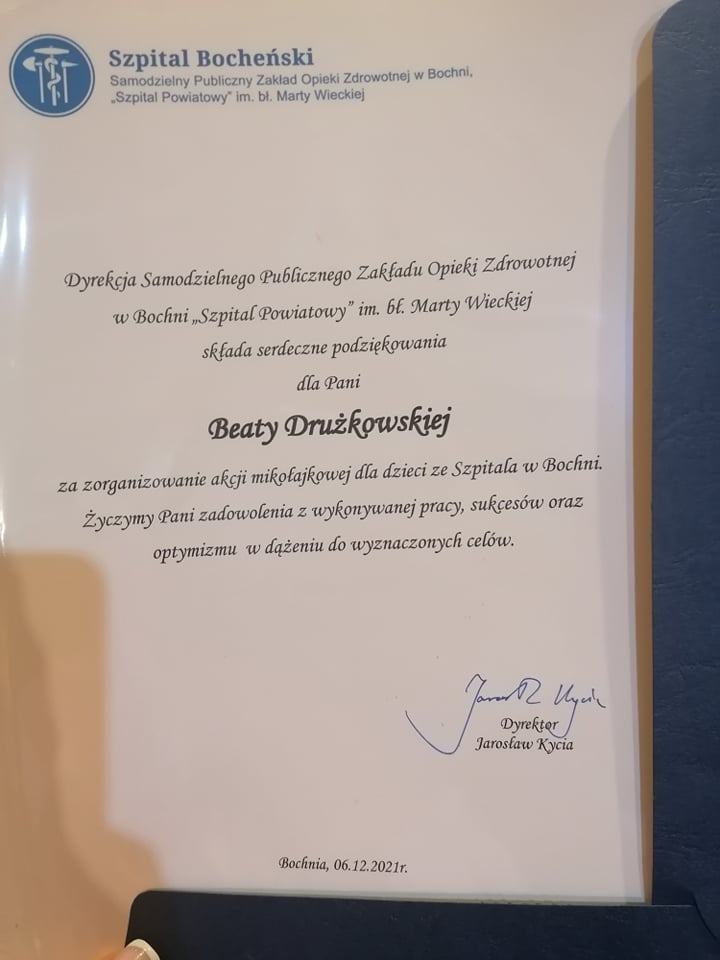 Szpital Bocheński
Samodzielny Publiczny Zakład Opieki Zdrowotnej w Bochni,
„Szpital Powiatowy” im. bł. Marty Wieckiej
Dyrekcja Samodzielnego Publicznego Zakładu Opieki Zdrowotnej
w Bochni „Szpital Powiatowy” im. bł. Marty Wieckiej
składa serdeczne podziękowania
dla Pani
Beaty Drużkowskiej
za zorganizowanie akcji mikołajkowej dla dzieci ze Szpitala w Bochni.
Życzymy Pani zadowolenia z wykonywanej pracy, sukcesów oraz
optymizmu w dążeniu do wyznaczonych celów.
Kycia
Dyrektor
Jarosław Kycia
Bochnia, 06.12.2021r.